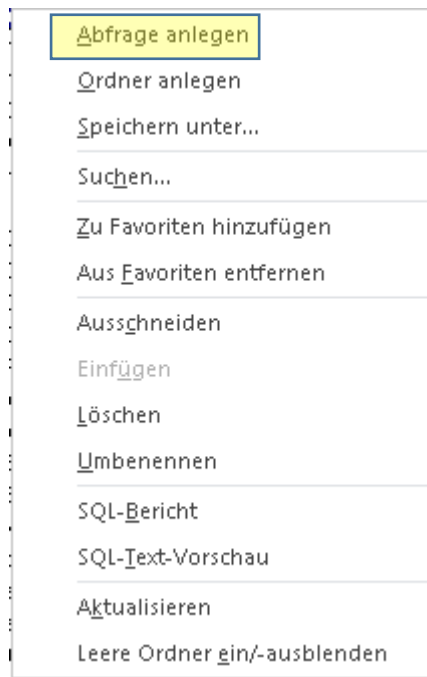 Abfrage anlegen
Ordner anlegen
Speichern unter...
Suchen...
Zu Favoriten hinzufügen
Aus Favoriten entfernen
Ausschneiden
Einfügen
Löschen
Umbenennen
SQL-Bericht
SQL-Text-Vorschau
Aktualisieren
Leere Ordner ein/-ausblenden